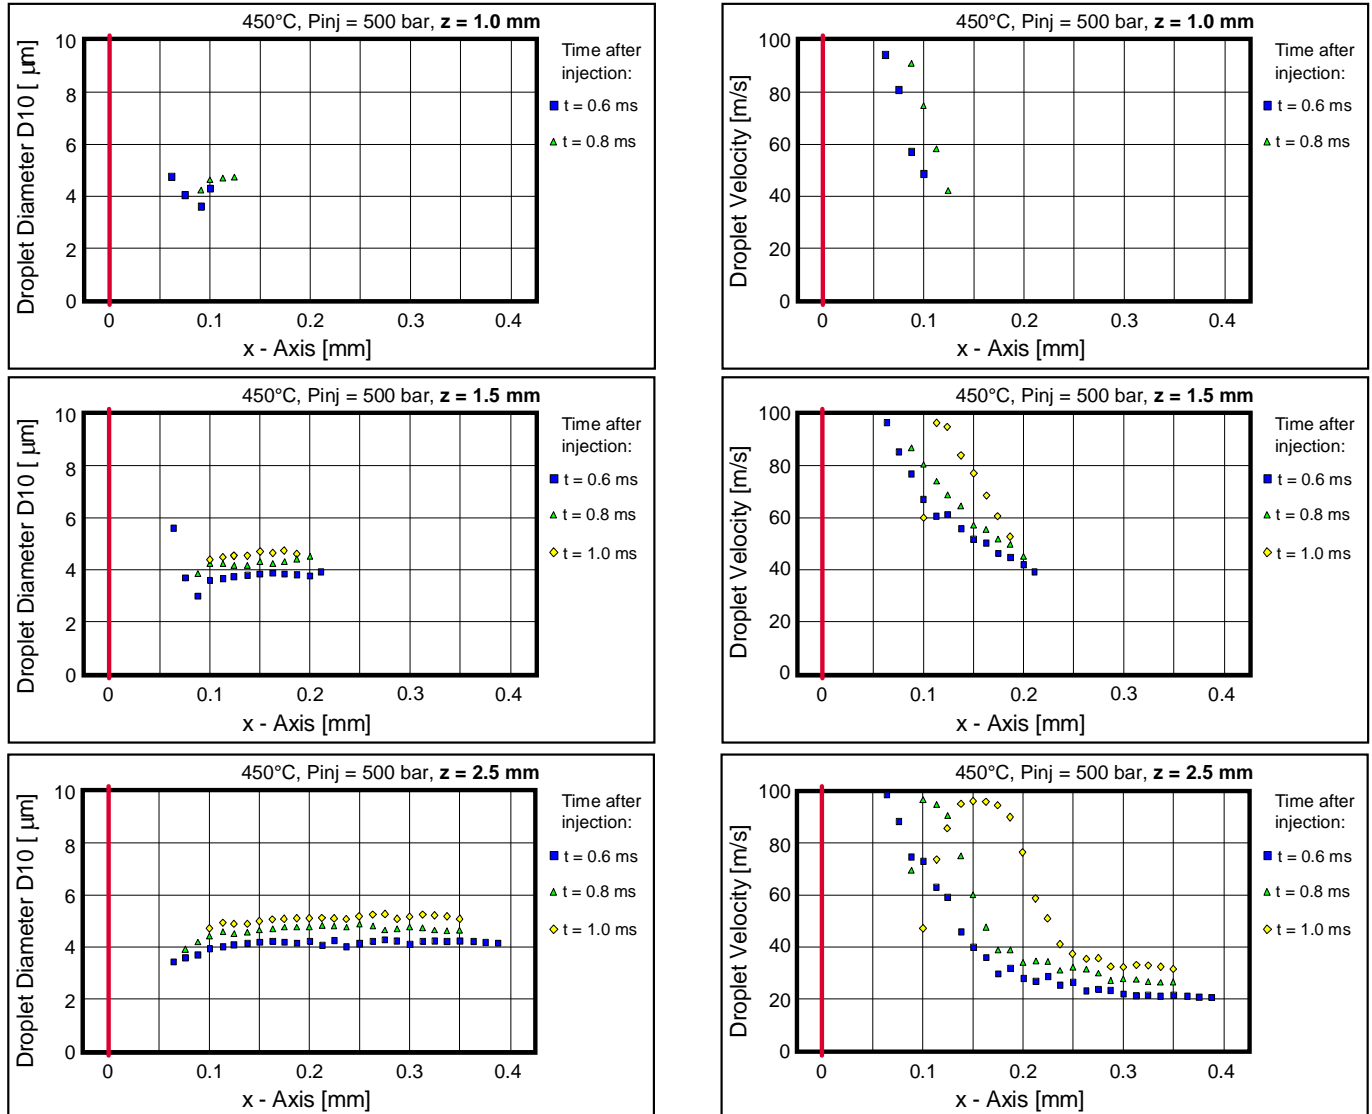 450°C, Pinj = 500 bar, z = 1.0 mm
Droplet Diameter D10 [ µm]
10
8
6
4
2
0
0 0.1 0.2 0.3 0.4
x - Axis [mm]
Time after
injection:
t = 0.6 ms
t = 0.8 ms
450°C, Pinj = 500 bar, z = 1.0 mm
Droplet Velocity [m/s]
100
80
60
40
20
0
0 0.1 0.2 0.3 0.4
x - Axis [mm]
Time after
injection:
t = 0.6 ms
t = 0.8 ms
450°C, Pinj = 500 bar, z = 1.5 mm
Droplet Diameter D10 [ µm]
10
8
6
4
2
0
0 0.1 0.2 0.3 0.4
x - Axis [mm]
Time after
injection:
t = 0.6 ms
t = 0.8 ms
t = 1.0 ms
450°C, Pinj = 500 bar, z = 1.5 mm
Droplet Velocity [m/s]
100
80
60
40
20
0
0 0.1 0.2 0.3 0.4
x - Axis [mm]
Time after
injection:
t = 0.6 ms
t = 0.8 ms
t = 1.0 ms
450°C, Pinj = 500 bar, z = 2.5 mm
Droplet Diameter D10 [ µm]
10
8
6
4
2
0
0 0.1 0.2 0.3 0.4
x - Axis [mm]
Time after
injection:
t = 0.6 ms
t = 0.8 ms
t = 1.0 ms
450°C, Pinj = 500 bar, z = 2.5 mm
Droplet Velocity [m/s]
100
80
60
40
20
0
0 0.1 0.2 0.3 0.4
x - Axis [mm]
Time after
injection:
t = 0.6 ms
t = 0.8 ms
t = 1.0 ms